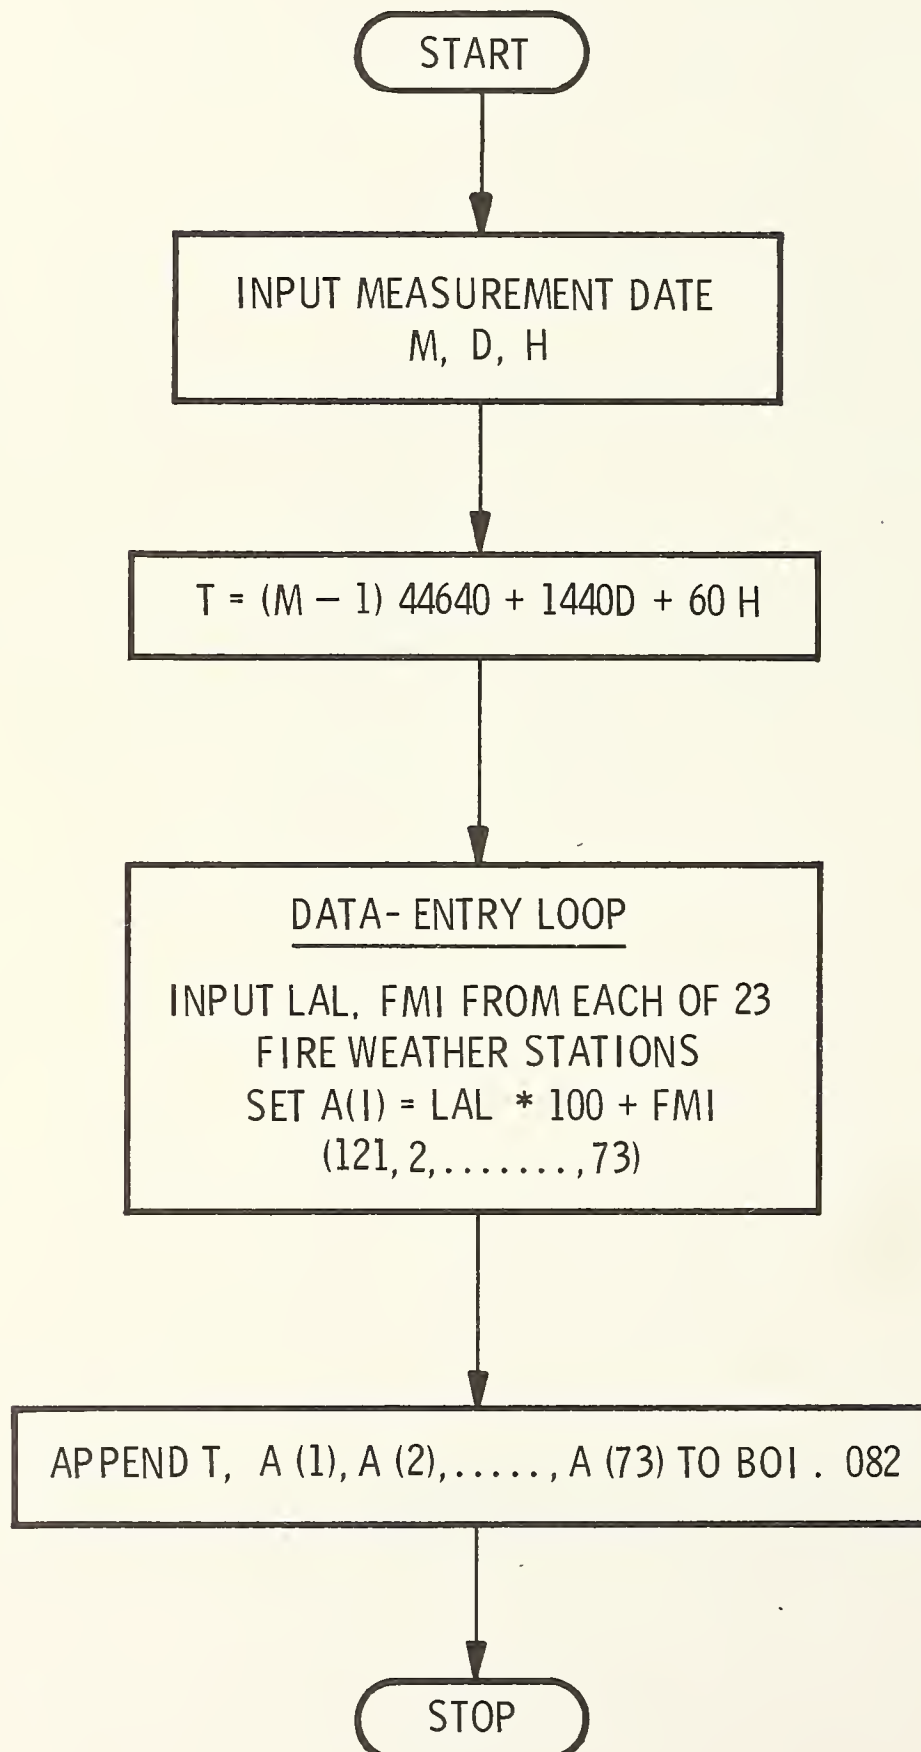 START
INPUT MEASUREMENT DATE
M, D, H
T = (M – 1) 44640 + 1440D + 60 H
DATA- ENTRY LOOP
INPUT LAL, FMI FROM EACH OF 23
FIRE WEATHER STATIONS
SET A(I) = LAL * 100 + FMI
(121, 2, . . . . . . . , 73)
APPEND T, A (1), A (2), . . . . . , A (73) TO BOI . 082
STOP